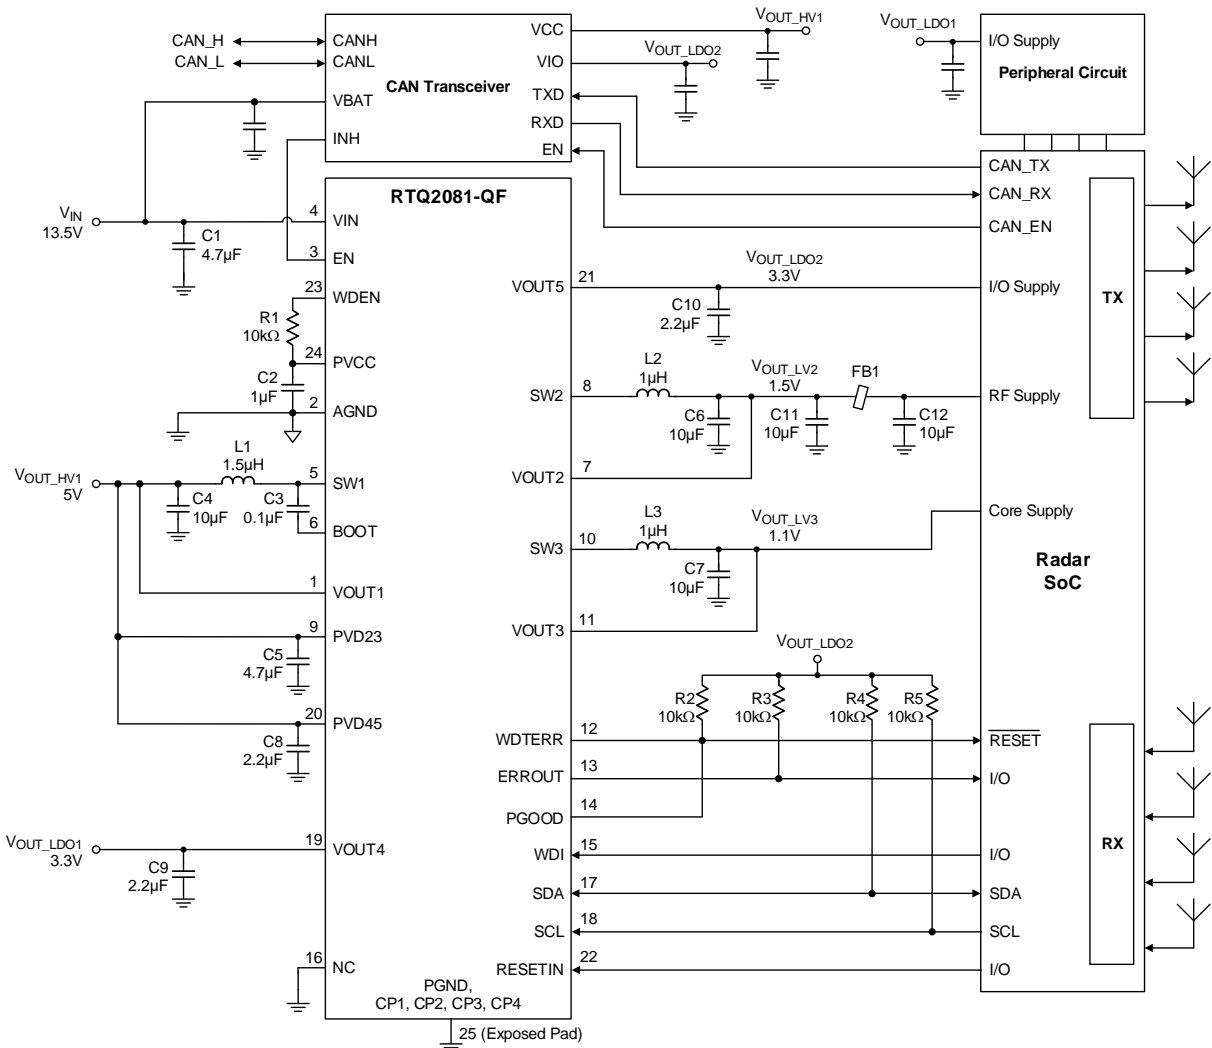 CAN_H
CAN_L
CANH
CANL
VBAT
INH
CAN Transceiver
VCC
VIO
TXD
RXD
EN
VOUT_HV1
VOUT_LDO2
VOUT_LDO1
I/O Supply
Peripheral Circuit
RTQ2081-QF
VIN
13.5V
C1
4.7µF
4
VIN
3
EN
23
WDEN
R1
10kΩ
24
PVCC
C2
1µF
2
AGND
VOUT_HV1
5V
C4
10µF
L1
1.5µH
C3
0.1µF
5
SW1
6
BOOT
1
VOUT1
9
PVD23
C5
4.7µF
20
PVD45
C8
2.2µF
VOUT_LDO1
3.3V
C9
2.2µF
19
VOUT4
16
NC
PGND,
CP1, CP2, CP3, CP4
25 (Exposed Pad)
VOUT5
21
VOUT_LDO2
3.3V
C10
2.2µF
SW2
8
L2
1µH
VOUT_LV2
1.5V
FB1
C6
10µF
C11
10µF
C12
10µF
VOUT2
7
SW3
10
L3
1µH
VOUT_LV3
1.1V
C7
10µF
VOUT3
11
VOUT_LDO2
R2
10kΩ
R3
10kΩ
R4
10kΩ
R5
10kΩ
WDTERR
12
ERROUT
13
PGOOD
14
WDI
15
SDA
17
SCL
18
RESETIN
22
CAN_TX
CAN_RX
CAN_EN
I/O Supply
TX
RF Supply
Core Supply
Radar
SoC
RESET
I/O
I/O
RX
SDA
SCL
I/O